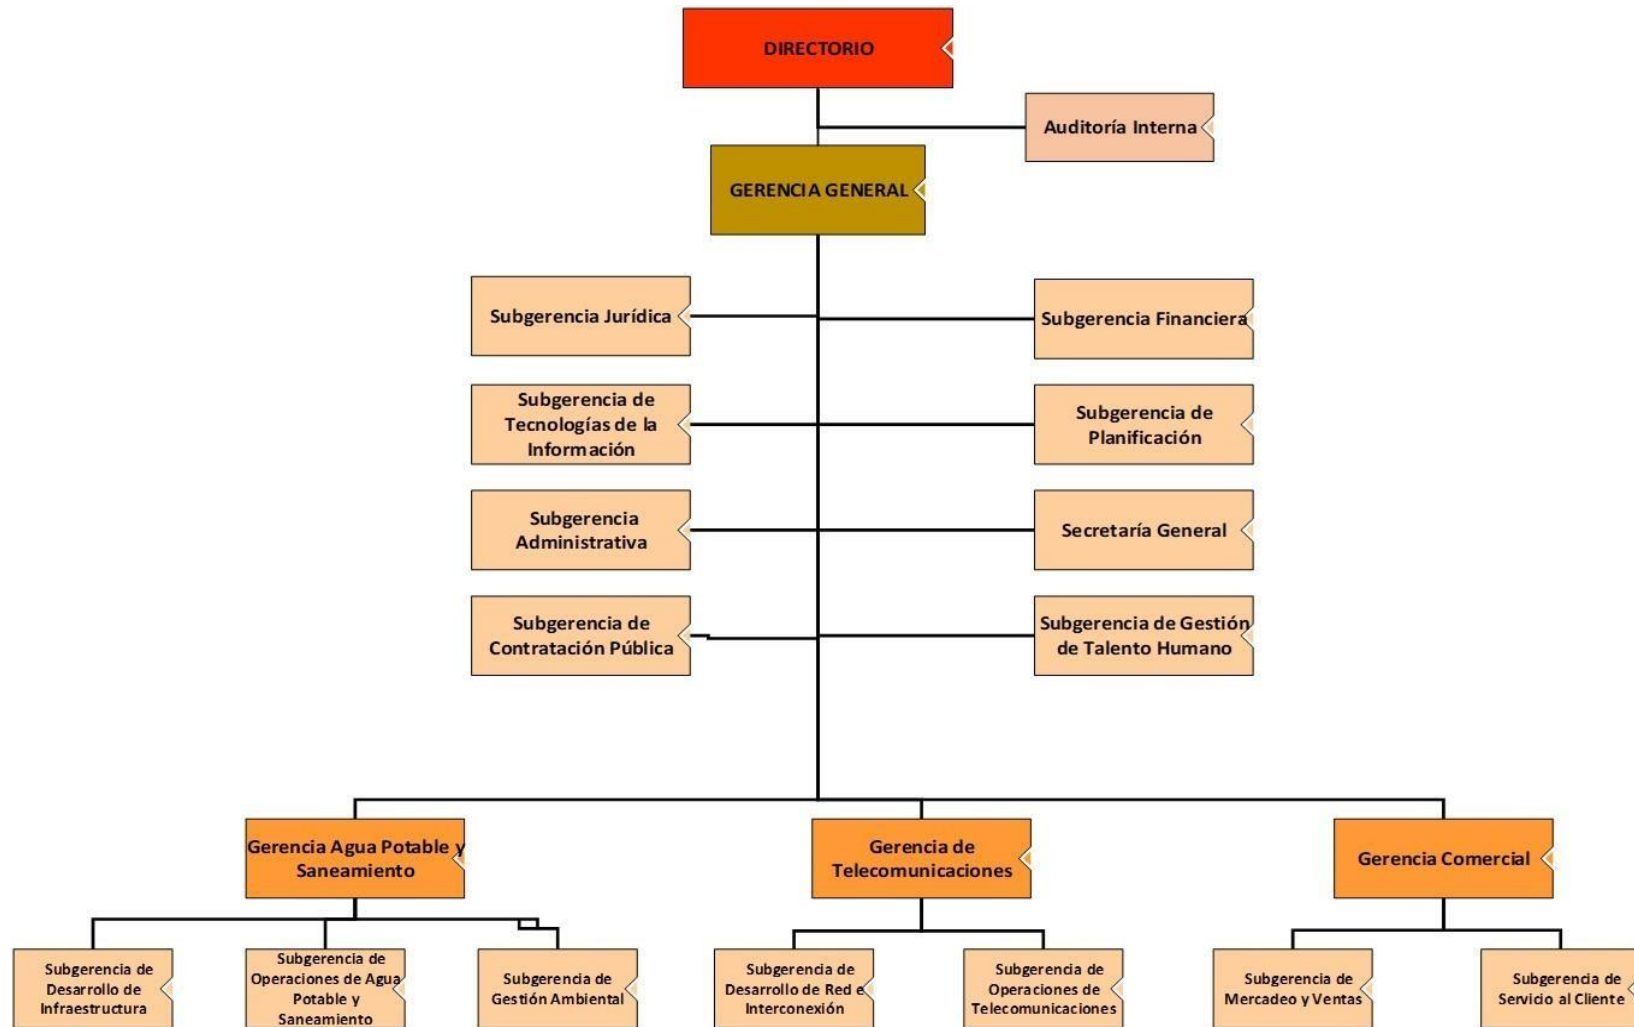 DIRECTORIO
Auditoría Interna
GERENCIA GENERAL
Subgerencia Jurídica
Subgerencia Financiera
Subgerencia de
Tecnologías de la
Información
Subgerencia de
Planificación
Subgerencia
Administrativa
Secretaría General
Subgerencia de
Contratación Pública
Subgerencia de Gestión
de Talento Humano
Gerencia Agua Potable y
Saneamiento
Gerencia de
Telecomunicaciones
Gerencia Comercial
Subgerencia de
Desarrollo de
Infraestructura
Subgerencia de
Operaciones de Agua
Potable y
Saneamiento
Subgerencia de
Gestión Ambiental
Subgerencia de
Desarrollo de Red e
Interconexión
Subgerencia de
Operaciones de
Telecomunicaciones
Subgerencia de
Mercadeo y Ventas
Subgerencia de
Servicio al Cliente